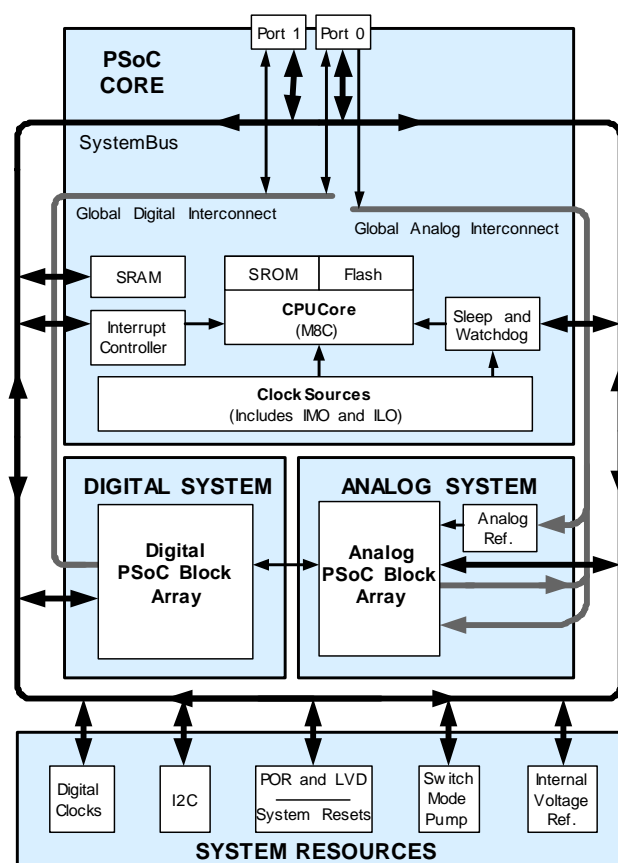 Port 1
Port 0
PSoC
CORE
SystemBus
Global Digital Interconnect
Global Analog Interconnect
SRAM
SROM
Flash
CPUCore
(M8C)
Interrupt
Controller
Sleep and
Watchdog
ClockSources
(Includes IMO and ILO)
DIGITAL SYSTEM
ANALOG SYSTEM
Digital
PSoC Block
Array
Analog
PSoC Block
Array
Analog
Ref.
Digital
Clocks
I2C
POR and LVD
System Resets
Switch
Mode
Pump
Internal
Voltage
Ref.
SYSTEM RESOURCES